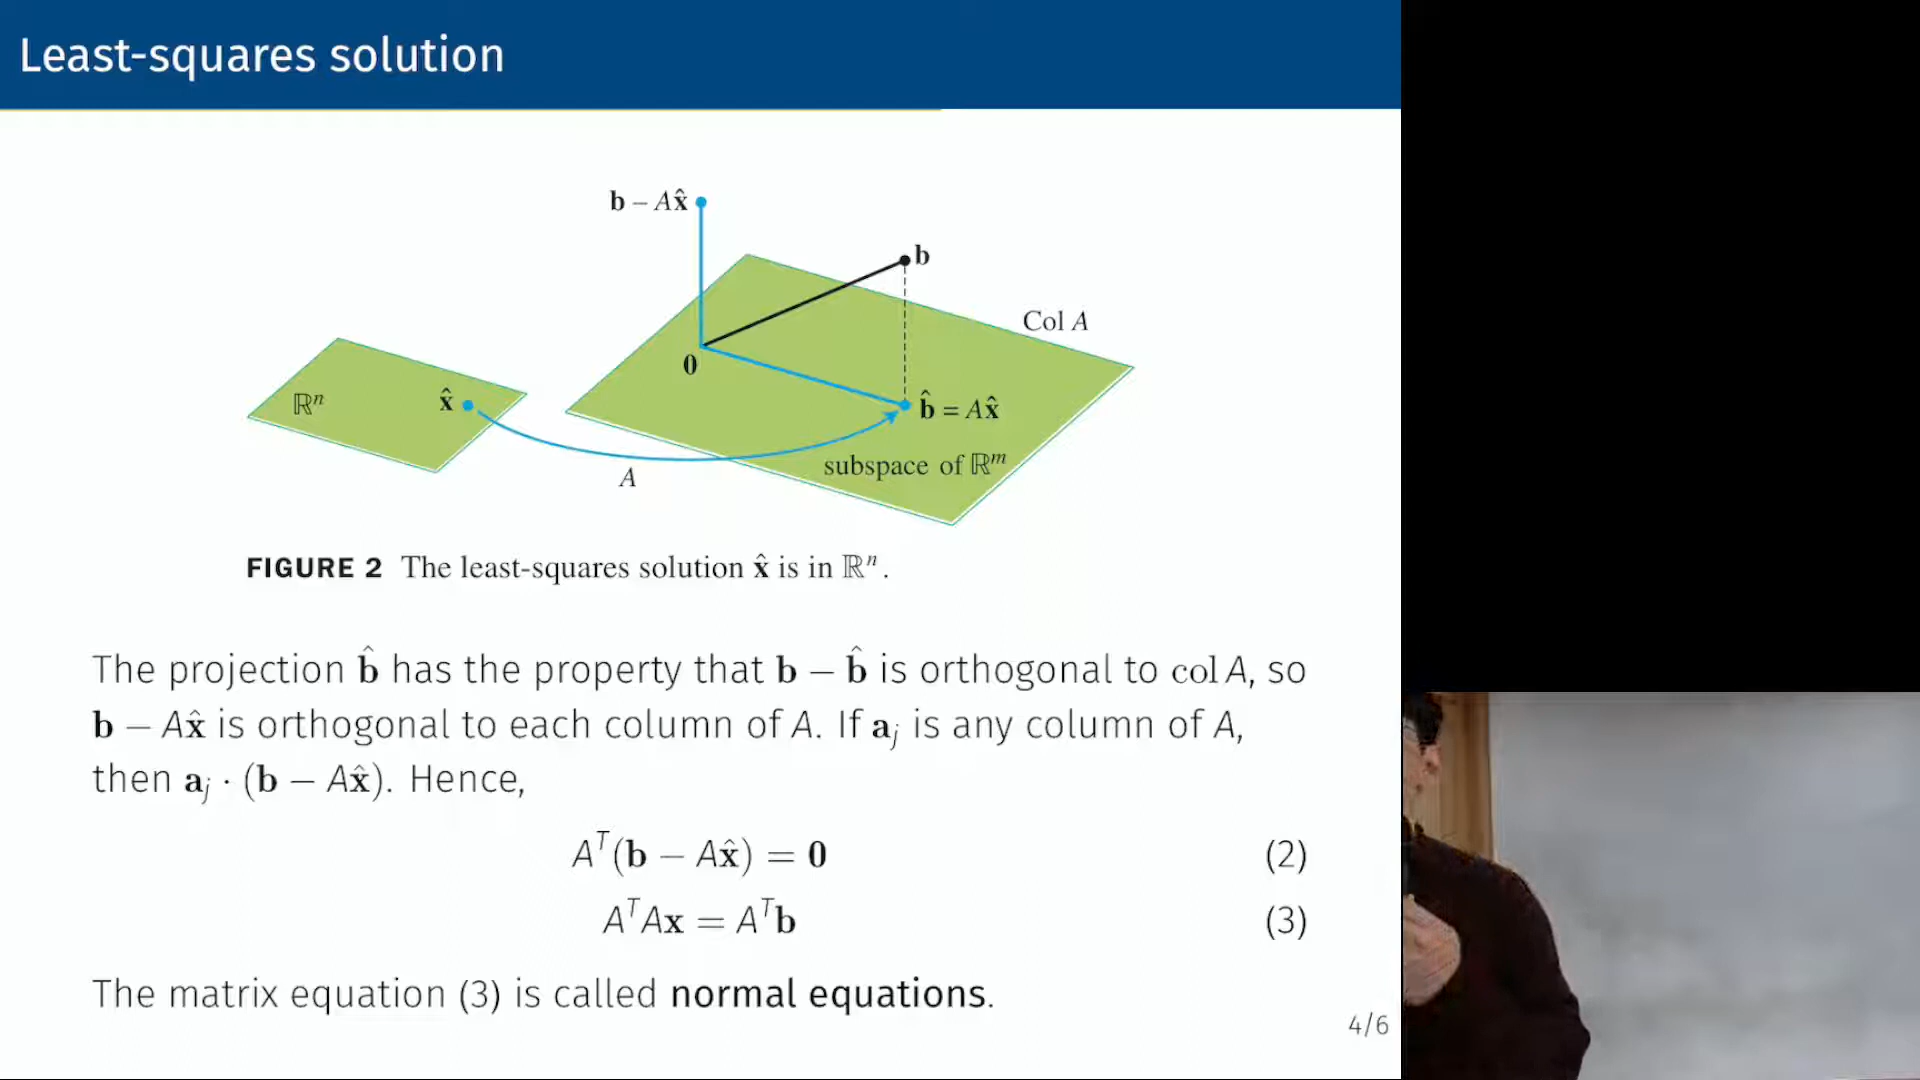 Least-squares solution
b – Ax̂
b
Col A
0
ℝⁿ
x̂
b̂ = Ax̂
subspace of ℝᵐ
A
FIGURE 2 The least-squares solution x̂ is in ℝⁿ.
The projection b̂ has the property that b − b̂ is orthogonal to col A, so
b − Ax̂ is orthogonal to each column of A. If aⱼ is any column of A,
then aⱼ · (b − Ax̂). Hence,
Aᵀ(b − Ax̂) = 0 (2)
AᵀAx = Aᵀb (3)
The matrix equation (3) is called normal equations.
4/6